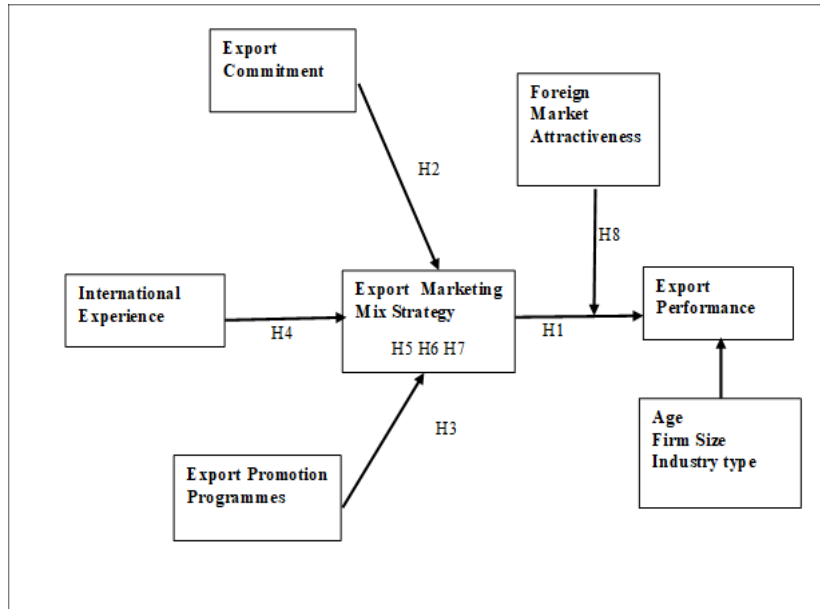 Export
Commitment
Foreign
Market
Attractiveness
H2
H8
International
Experience
H4
Export Marketing
Mix Strategy
H5 H6 H7
H1
Export
Performance
H3
Export Promotion
Programmes
Age
Firm Size
Industry type